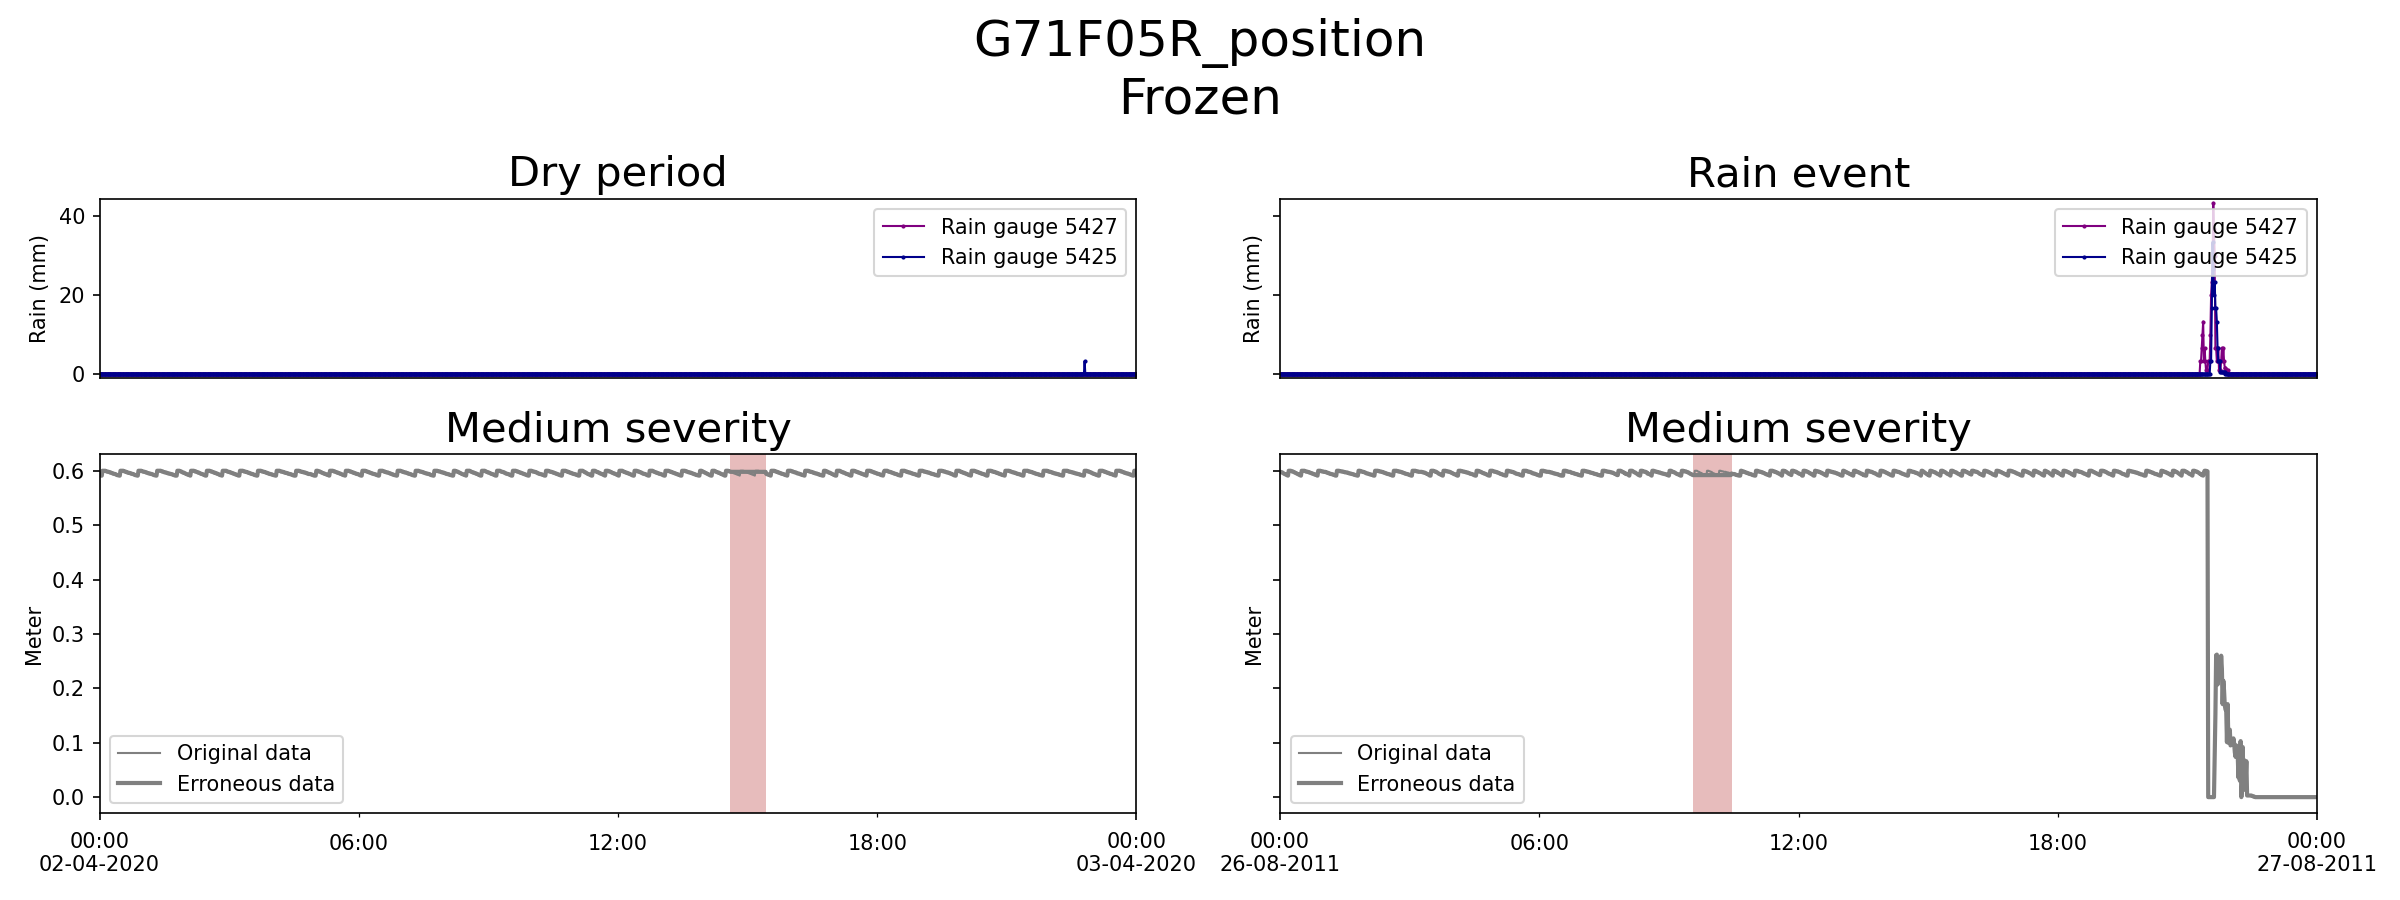 G71F05R_position
Frozen
Dry period
Rain event
40
20
0
Rain (mm)
Rain gauge 5427
Rain gauge 5425
Rain (mm)
Rain gauge 5427
Rain gauge 5425
Medium severity
Medium severity
0.6
0.5
0.4
0.3
0.2
0.1
0.0
Meter
Original data
Erroneous data
Meter
Original data
Erroneous data
00:00
02-04-2020
06:00
12:00
18:00
00:00
03-04-2020
00:00
26-08-2011
06:00
12:00
18:00
00:00
27-08-2011